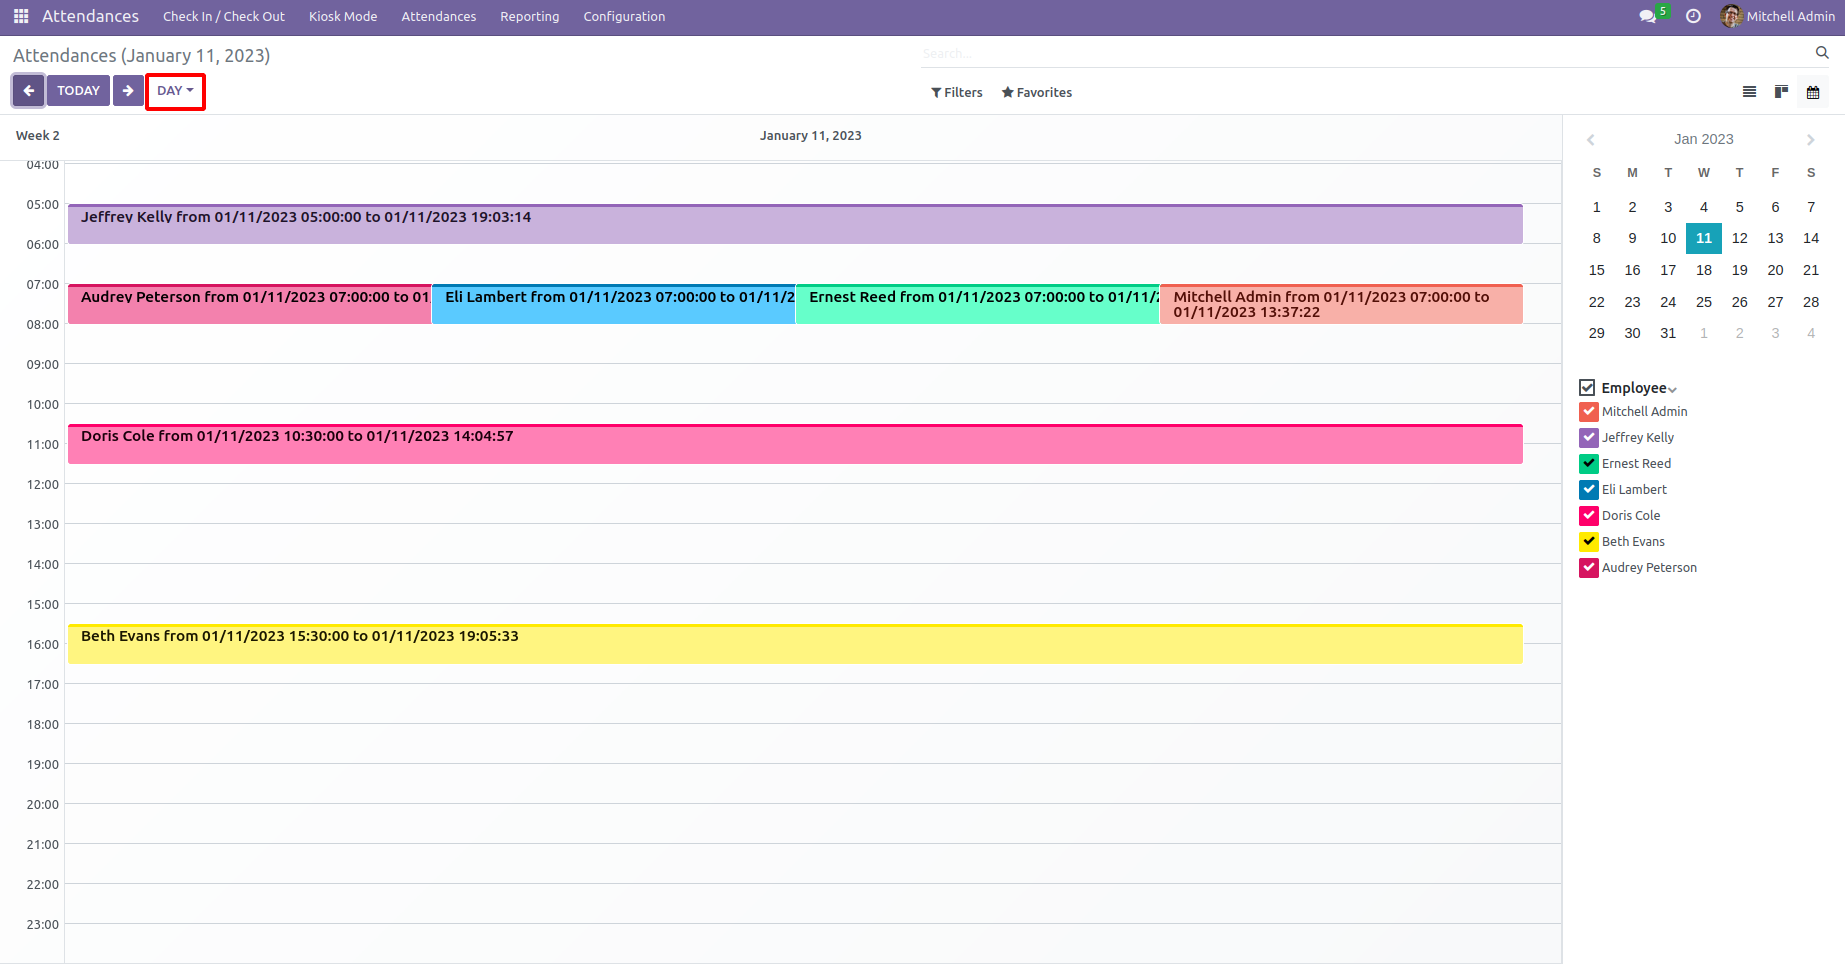 Attendances Check In / Check Out Kiosk Mode Attendances Reporting Configuration 5 Mitchell Admin
Attendances (January 11, 2023)
Search...
TODAY DAY
Filters Favorites
Week 2 January 11, 2023
04:00
05:00
Jeffrey Kelly from 01/11/2023 05:00:00 to 01/11/2023 19:03:14
06:00
07:00
Audrey Peterson from 01/11/2023 07:00:00 to 01
Eli Lambert from 01/11/2023 07:00:00 to 01/11/2
Ernest Reed from 01/11/2023 07:00:00 to 01/11/2
Mitchell Admin from 01/11/2023 07:00:00 to
01/11/2023 13:37:22
08:00
09:00
10:00
Doris Cole from 01/11/2023 10:30:00 to 01/11/2023 14:04:57
11:00
12:00
13:00
14:00
15:00
Beth Evans from 01/11/2023 15:30:00 to 01/11/2023 19:05:33
16:00
17:00
18:00
19:00
20:00
21:00
22:00
23:00
Jan 2023
S M T W T F S
1 2 3 4 5 6 7
8 9 10 11 12 13 14
15 16 17 18 19 20 21
22 23 24 25 26 27 28
29 30 31 1 2 3 4
Employee
Mitchell Admin
Jeffrey Kelly
Ernest Reed
Eli Lambert
Doris Cole
Beth Evans
Audrey Peterson